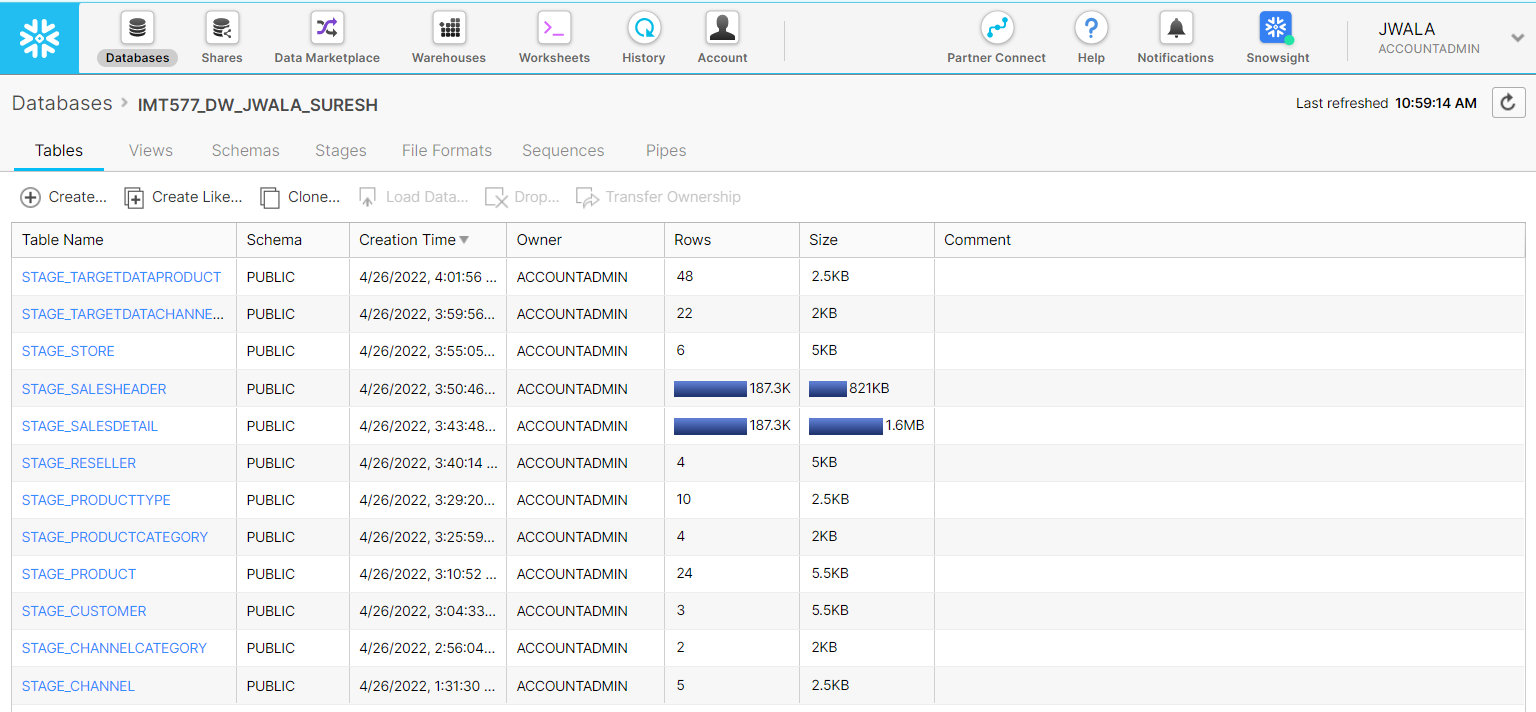 Databases Shares Data Marketplace Warehouses Worksheets History Account Partner Connect Help Notifications Snowsight JWALA
ACCOUNTADMIN
Databases > IMT577_DW_JWALA_SURESH Last refreshed 10:59:14 AM
Tables Views Schemas Stages File Formats Sequences Pipes
Create... Create Like... Clone... Load Data... Drop... Transfer Ownership
Table Name Schema Creation Time Owner Rows Size Comment
STAGE_TARGETDATAPRODUCT PUBLIC 4/26/2022, 4:01:56 ... ACCOUNTADMIN 48 2.5KB
STAGE_TARGETDATACHANNE... PUBLIC 4/26/2022, 3:59:56... ACCOUNTADMIN 22 2KB
STAGE_STORE PUBLIC 4/26/2022, 3:55:05... ACCOUNTADMIN 6 5KB
STAGE_SALESHEADER PUBLIC 4/26/2022, 3:50:46... ACCOUNTADMIN 187.3K 821KB
STAGE_SALESDETAIL PUBLIC 4/26/2022, 3:43:48... ACCOUNTADMIN 187.3K 1.6MB
STAGE_RESELLER PUBLIC 4/26/2022, 3:40:14 ... ACCOUNTADMIN 4 5KB
STAGE_PRODUCTTYPE PUBLIC 4/26/2022, 3:29:20... ACCOUNTADMIN 10 2.5KB
STAGE_PRODUCTCATEGORY PUBLIC 4/26/2022, 3:25:59... ACCOUNTADMIN 4 2KB
STAGE_PRODUCT PUBLIC 4/26/2022, 3:10:52 ... ACCOUNTADMIN 24 5.5KB
STAGE_CUSTOMER PUBLIC 4/26/2022, 3:04:33... ACCOUNTADMIN 3 5.5KB
STAGE_CHANNELCATEGORY PUBLIC 4/26/2022, 2:56:04... ACCOUNTADMIN 2 2KB
STAGE_CHANNEL PUBLIC 4/26/2022, 1:31:30 ... ACCOUNTADMIN 5 2.5KB